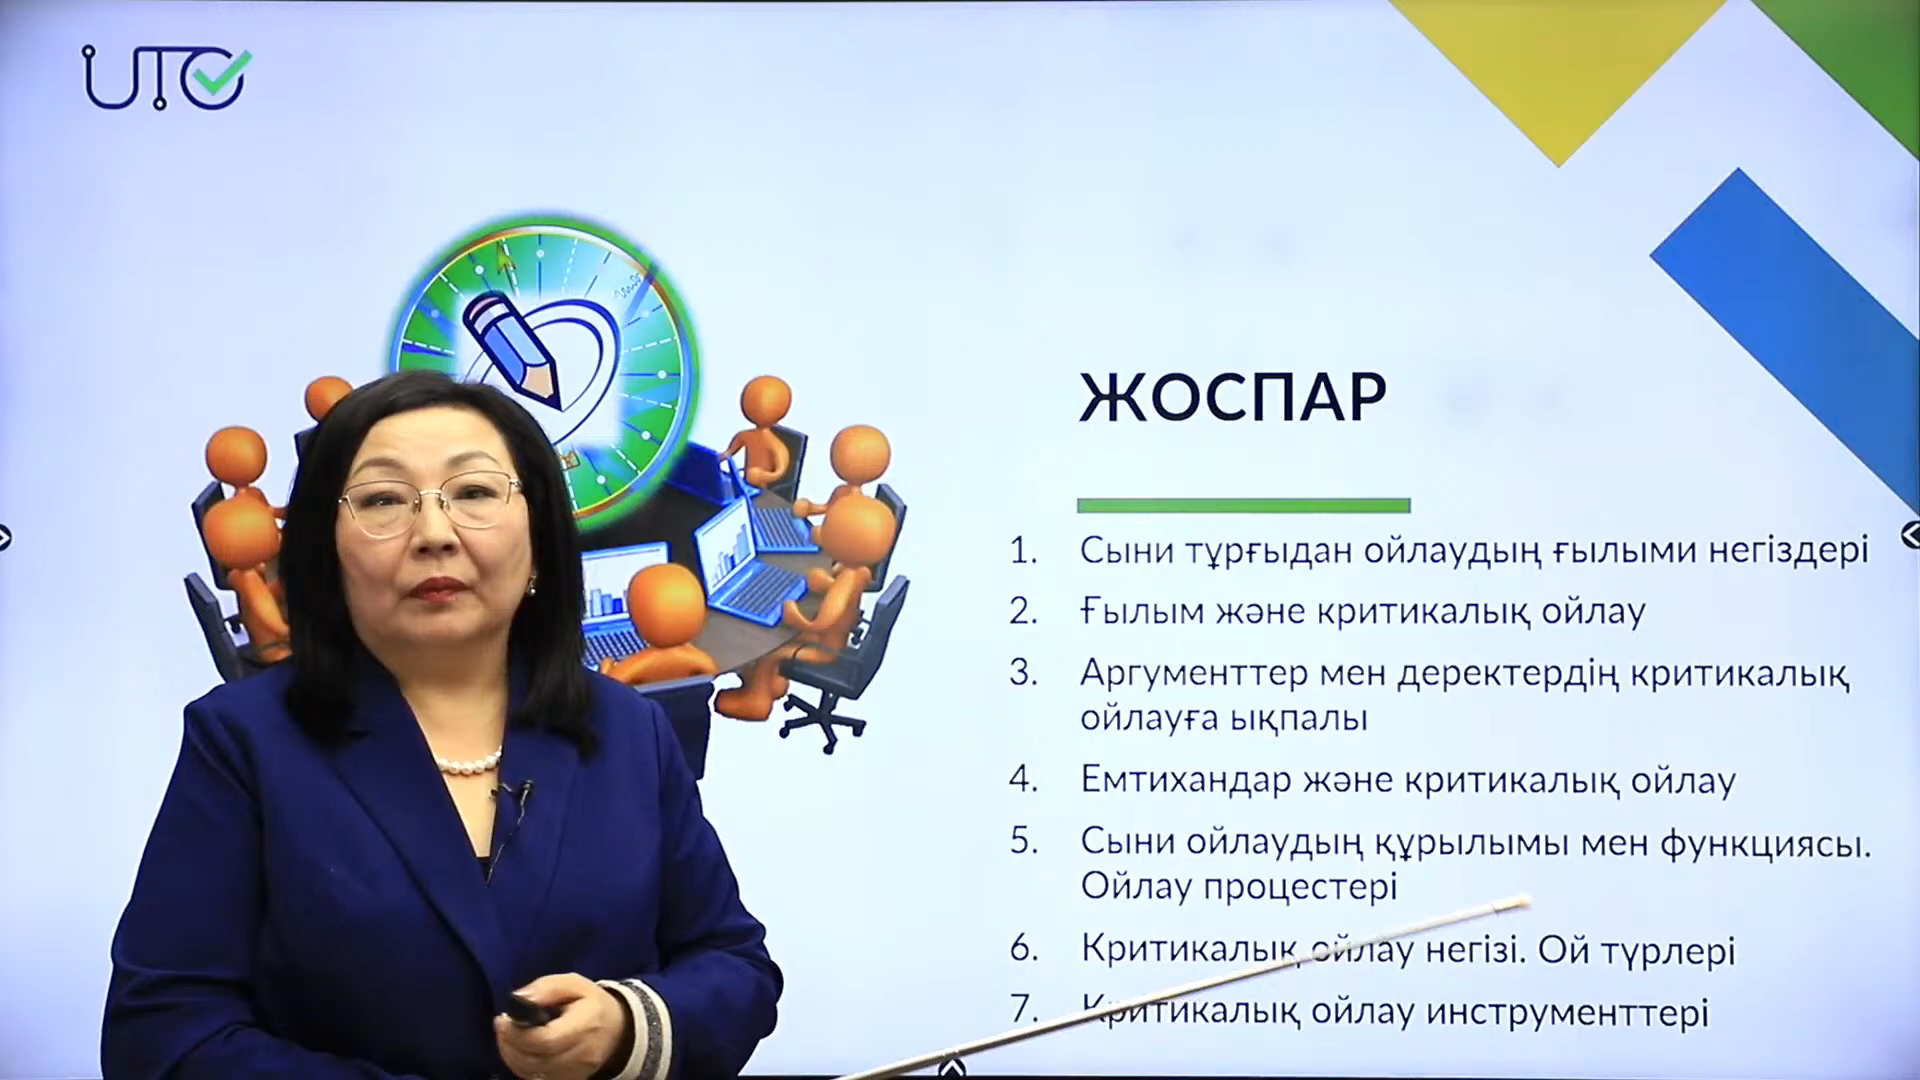 UTO
ЖОСПАР
1. Сыни тұрғыдан ойлаудың ғылыми негіздері
2. Ғылым және критикалық ойлау
3. Аргументтер мен деректердің критикалық
ойлауға ықпалы
4. Емтихандар және критикалық ойлау
5. Сыни ойлаудың құрылымы мен функциясы.
Ойлау процестері
6. Критикалық ойлау негізі. Ой түрлері
7. Критикалық ойлау инструменттері